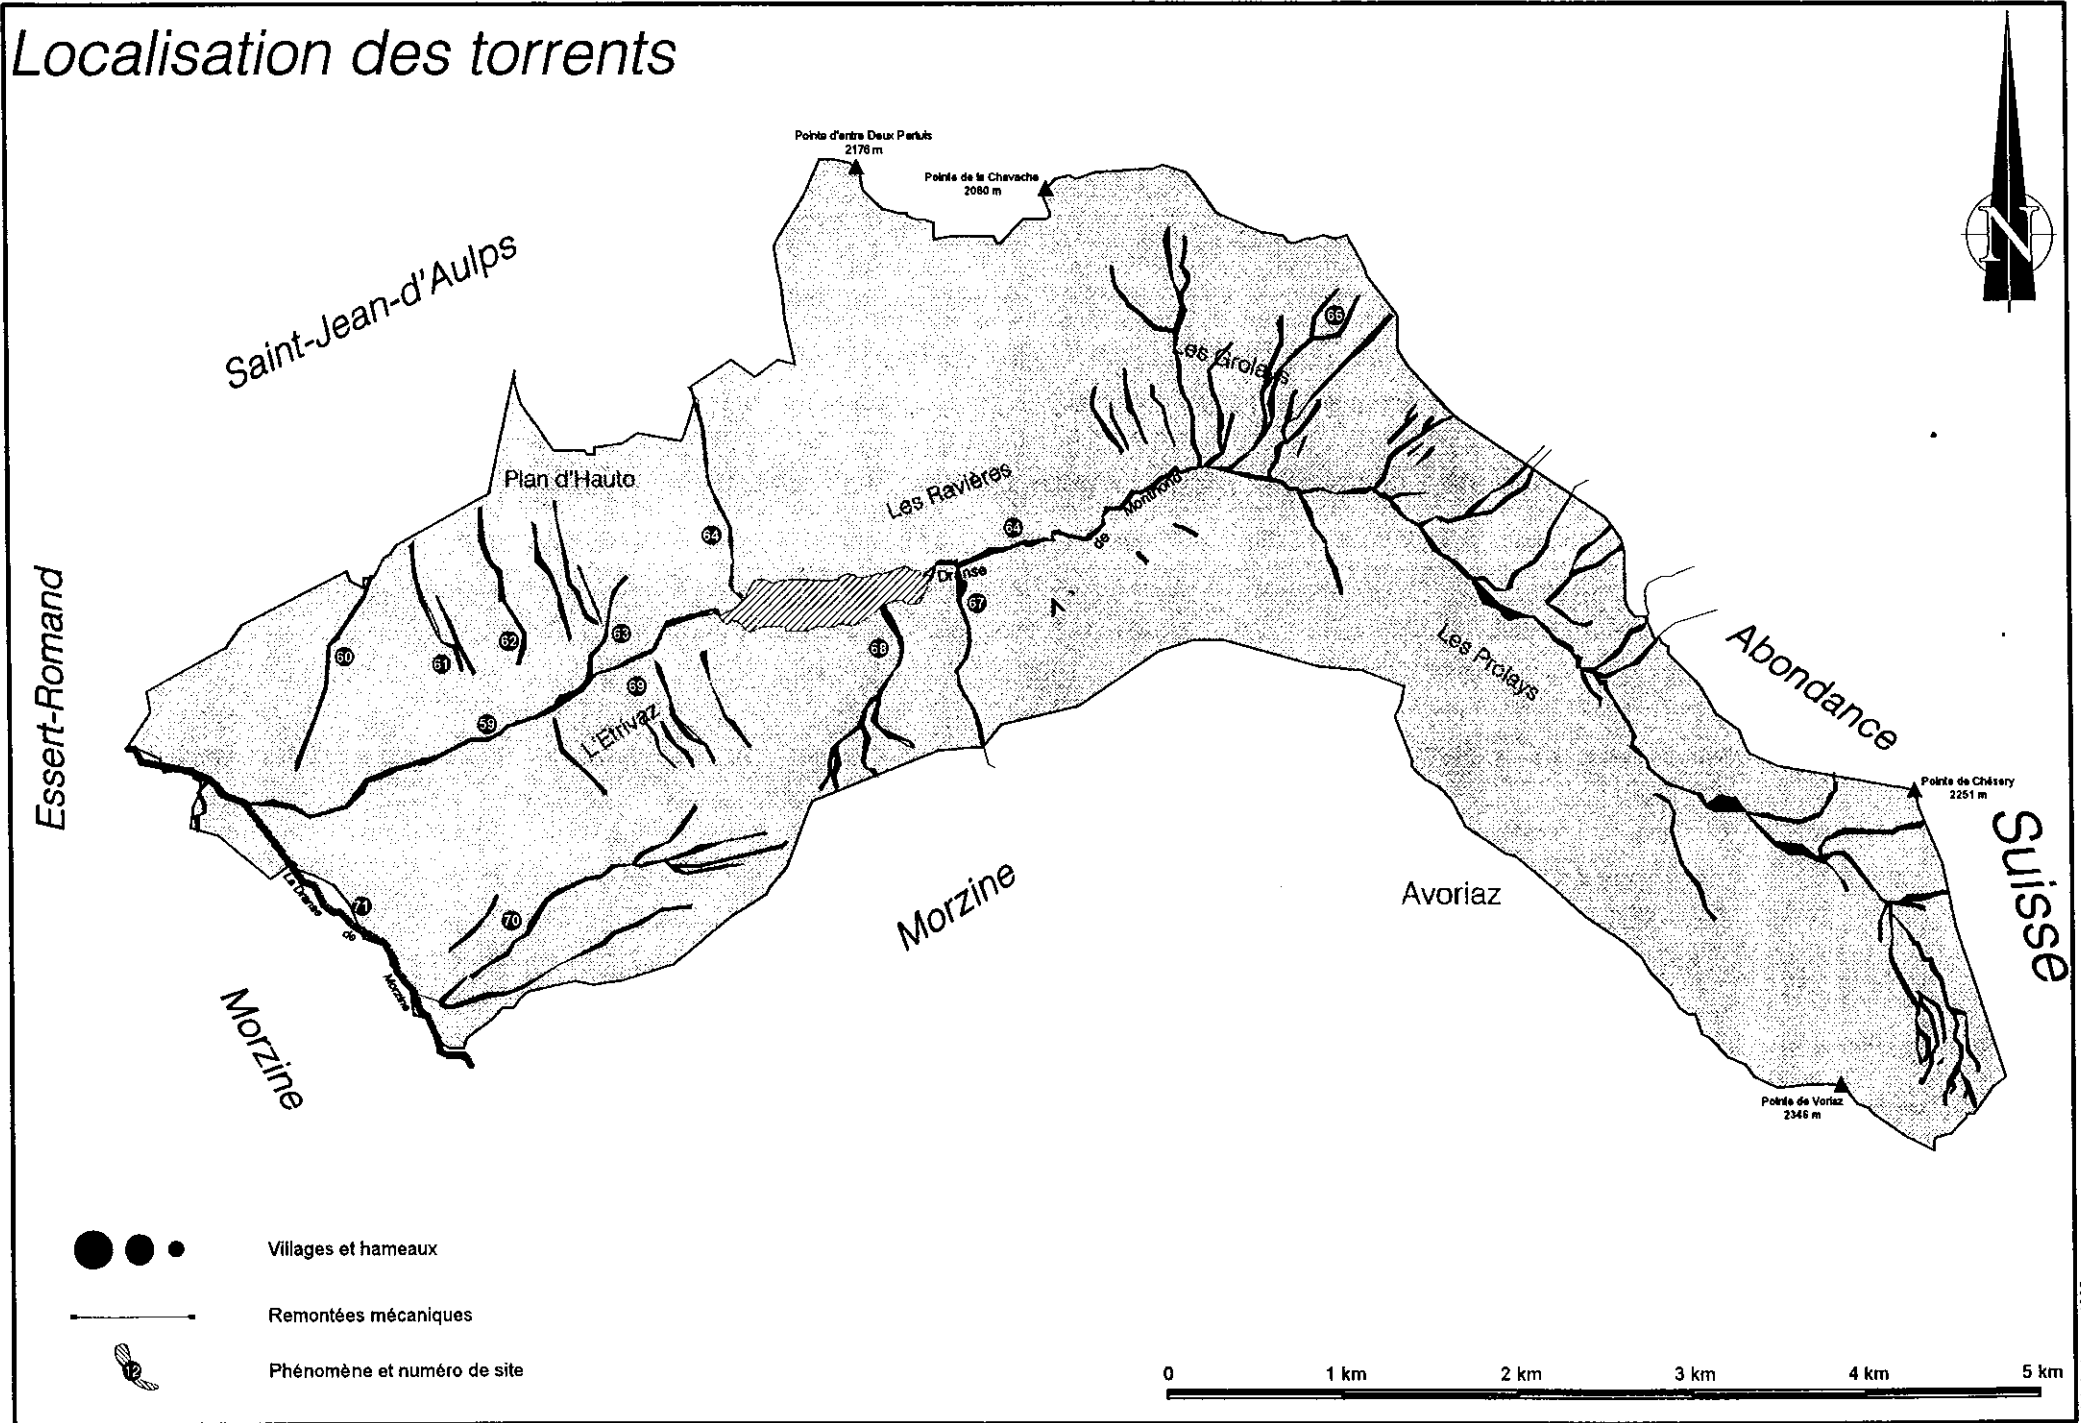 Localisation des torrents
Pointe d'entre Deux Pertuis
2176 m
Pointe de la Chavache
2080 m
N
Saint-Jean-d'Aulps
66
Les Grolays
Plan d'Hauto
Les Ravières
64
64
de
Montriond
Dranse
67
Essert-Romand
60
61
62
63
68
69
59
L'Etrivaz
Les Prolays
Abondance
Pointe de Chésery
2251 m
Suisse
La Dranse
de
Morzine
71
70
Morzine
Avoriaz
Morzine
Pointe de Vorlaz
2346 m
Villages et hameaux
Remontées mécaniques
12
Phénomène et numéro de site
0 1 km 2 km 3 km 4 km 5 km